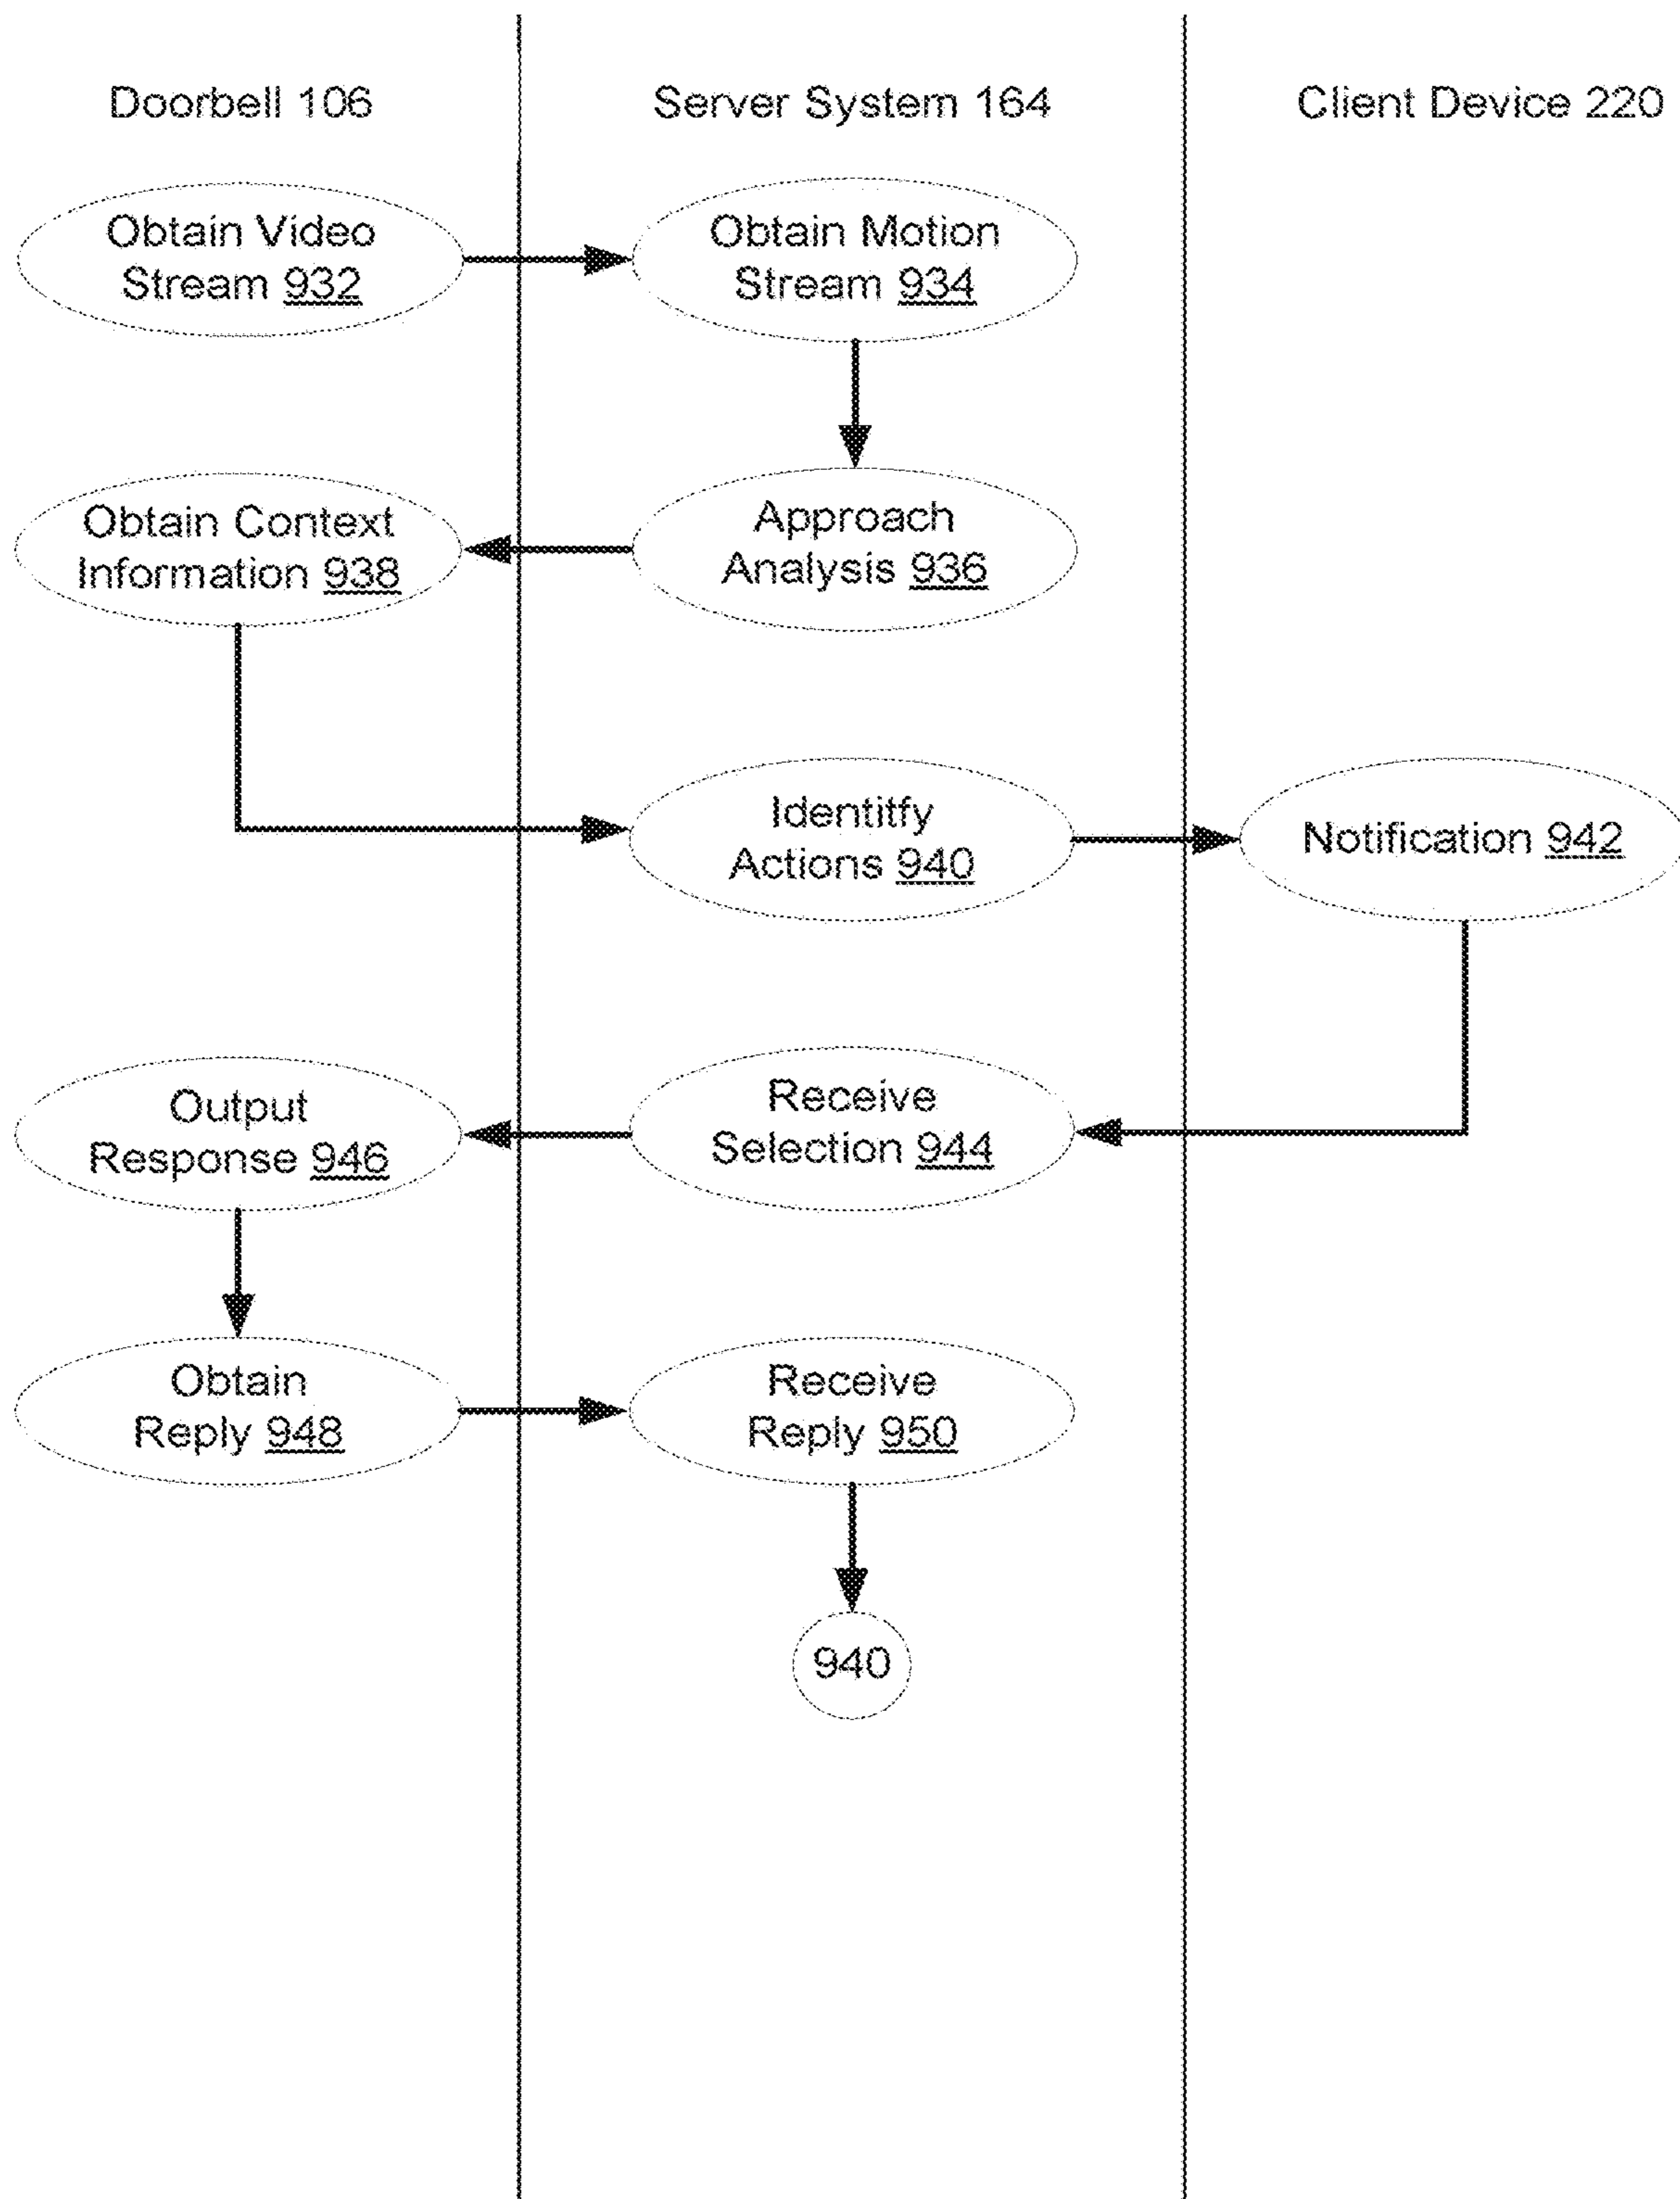 Doorbell 106
Server System 164
Client Device 220
Obtain Video
Stream 932
Obtain Motion
Stream 934
Obtain Context
Information 938
Approach
Analysis 936
Identitfy
Actions 940
Notification 942
Output
Response 946
Receive
Selection 944
Obtain
Reply 948
Receive
Reply 950
940